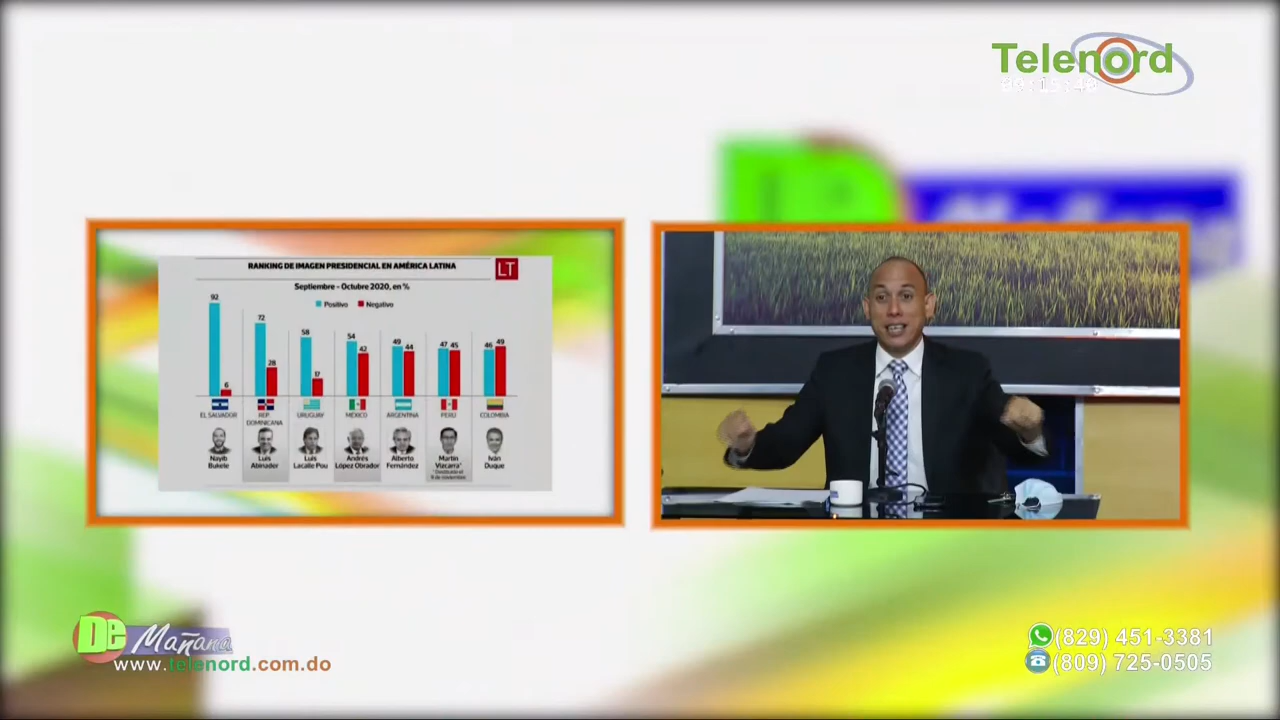 Telenord
RANKING DE IMAGEN PRESIDENCIAL EN AMÉRICA LATINA
LT
Septiembre - Octubre 2020, en %
Positivo Negativo
92 6 72 28 58 17 54 42 49 44 47 45 46 49
EL SALVADOR REP. DOMINICANA URUGUAY MÉXICO ARGENTINA PERÚ COLOMBIA
Nayib Bukele Luis Abinader Luis Lacalle Pou Andrés López Obrador Alberto Fernández Martín Vizcarra* Iván Duque
De Mañana
www.telenord.com.do
(829) 451-3381
(809) 725-0505